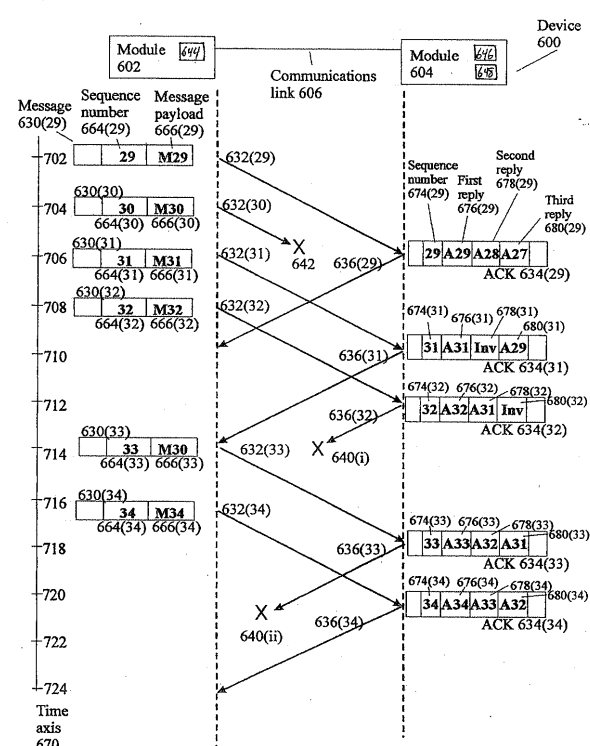 Device
600
Module 644
602
Module 646
604 648
Communications
link 606
Message
630(29)
Sequence
number
664(29)
Message
payload
666(29)
702
29 M29
632(29)
630(30)
704
30 M30
664(30) 666(30)
632(30)
642
Sequence
number
674(29)
First
reply
676(29)
Second
reply
678(29)
Third
reply
680(29)
630(31)
706
31 M31
664(31) 666(31)
632(31)
636(29)
29 A29 A28 A27
ACK 634(29)
630(32)
708
32 M32
664(32) 666(32)
632(32)
674(31) 676(31) 678(31)
680(31)
710
636(31)
31 A31 Inv A29
ACK 634(31)
674(32) 676(32) 678(32)
680(32)
712
636(32)
32 A32 A31 Inv
ACK 634(32)
640(i)
630(33)
714
33 M30
664(33) 666(33)
632(33)
630(34)
716
34 M34
664(34) 666(34)
632(34)
674(33) 676(33) 678(33)
680(33)
718
636(33)
33 A33 A32 A31
ACK 634(33)
674(34) 676(34) 678(34)
680(34)
720
640(ii)
636(34)
34 A34 A33 A32
ACK 634(34)
722
724
Time
axis
670